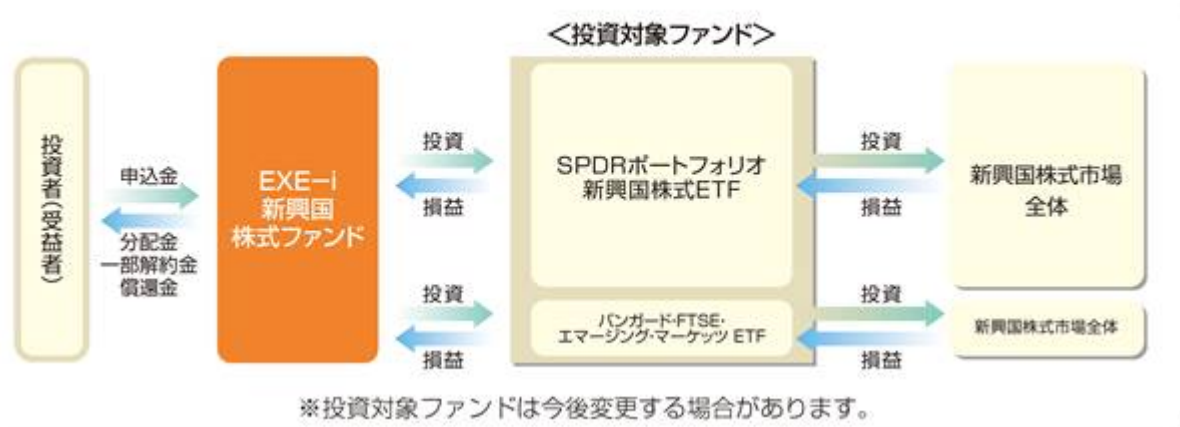 ＜投資対象ファンド＞
投資者(受益者)
申込金
分配金
一部解約金
償還金
EXE−i
新興国
株式ファンド
投資
損益
投資
損益
SPDRポートフォリオ
新興国株式ETF
バンガード・FTSE・
エマージング・マーケッツ ETF
投資
損益
投資
損益
新興国株式市場
全体
新興国株式市場全体
※投資対象ファンドは今後変更する場合があります。